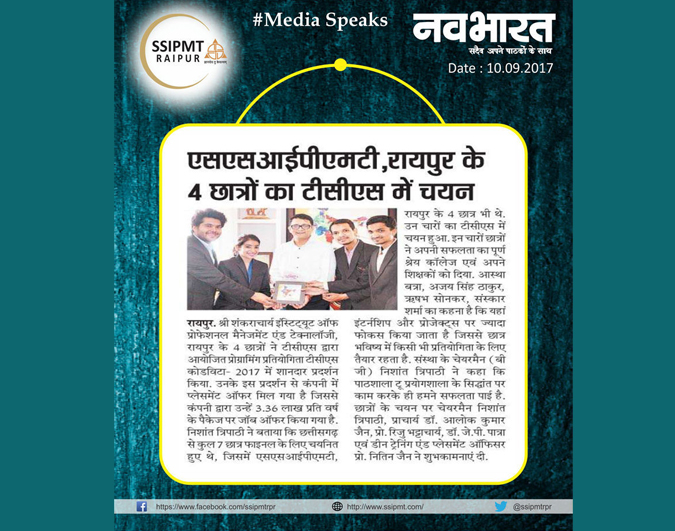 SSIPMT
RAIPUR
#Media Speaks
नवभारत
सदैव अपने पाठकों के साथ
Date : 10.09.2017
एसएसआईपीएमटी,रायपुर के
4 छात्रों का टीसीएस में चयन
रायपुर. श्री शंकराचार्य इंस्टिट्यूट ऑफ
प्रोफेशनल मैनेजमेंट एंड टेक्नालॉजी,
रायपुर के 4 छात्रों ने टीसीएस द्वारा
आयोजित प्रोग्रामिंग प्रतियोगिता टीसीएस
कोडविटा- 2017 में शानदार प्रदर्शन
किया. उनके इस प्रदर्शन से कंपनी में
प्लेसमेंट ऑफर मिल गया है जिससे
कंपनी द्वारा उन्हें 3.36 लाख प्रति वर्ष
के पैकेज पर जॉब ऑफर किया गया है.
निशांत त्रिपाठी ने बताया कि छत्तीसगढ़
से कुल 7 छात्र फाइनल के लिए चयनित
हुए थे, जिसमें एसएसआईपीएमटी,
रायपुर के 4 छात्र भी थे.
उन चारों का टीसीएस में
चयन हुआ. इन चारों छात्रों
ने अपनी सफलता का पूर्ण
श्रेय कॉलेज एवं अपने
शिक्षकों को दिया. आस्था
बत्रा, अजय सिंह ठाकुर,
ऋषभ सोनकर, संस्कार
शर्मा का कहना है कि यहां
इंटर्नशिप और प्रोजेक्ट्स पर ज्यादा
फोकस किया जाता है जिससे छात्र
भविष्य में किसी भी प्रतियोगिता के लिए
तैयार रहता है. संस्था के चेयरमैन (बी
जी) निशांत त्रिपाठी ने कहा कि
पाठशाला टू प्रयोगशाला के सिद्धांत पर
काम करके ही हमने सफलता पाई है.
छात्रों के चयन पर चेयरमैन निशांत
त्रिपाठी, प्राचार्य डॉ. आलोक कुमार
जैन, प्रो. रिजु भट्टाचार्य, डॉ. जे.पी. पात्रा
एवं डीन ट्रेनिंग एंड प्लेसमेंट ऑफिसर
प्रो. नितिन जैन ने शुभकामनाएं दी.
https://www.facebook.com/ssipmtrpr
http://www.ssipmt.com/
@ssipmtrpr